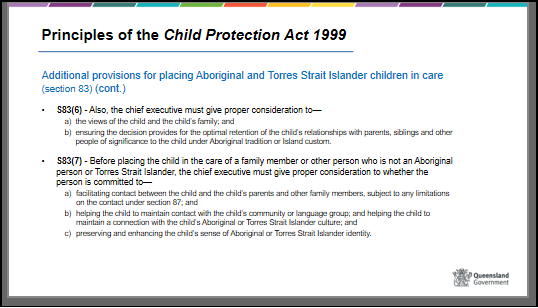 Principles of the Child Protection Act 1999
Additional provisions for placing Aboriginal and Torres Strait Islander children in care
(section 83) (cont.)
• S83(6) - Also, the chief executive must give proper consideration to—
a) the views of the child and the child's family; and
b) ensuring the decision provides for the optimal retention of the child's relationships with parents, siblings and other
people of significance to the child under Aboriginal tradition or Island custom.
• S83(7) - Before placing the child in the care of a family member or other person who is not an Aboriginal
person or Torres Strait Islander, the chief executive must give proper consideration to whether the
person is committed to—
a) facilitating contact between the child and the child's parents and other family members, subject to any limitations
on the contact under section 87; and
b) helping the child to maintain contact with the child's community or language group; and helping the child to
maintain a connection with the child's Aboriginal or Torres Strait Islander culture; and
c) preserving and enhancing the child's sense of Aboriginal or Torres Strait Islander identity.
Queensland
Government